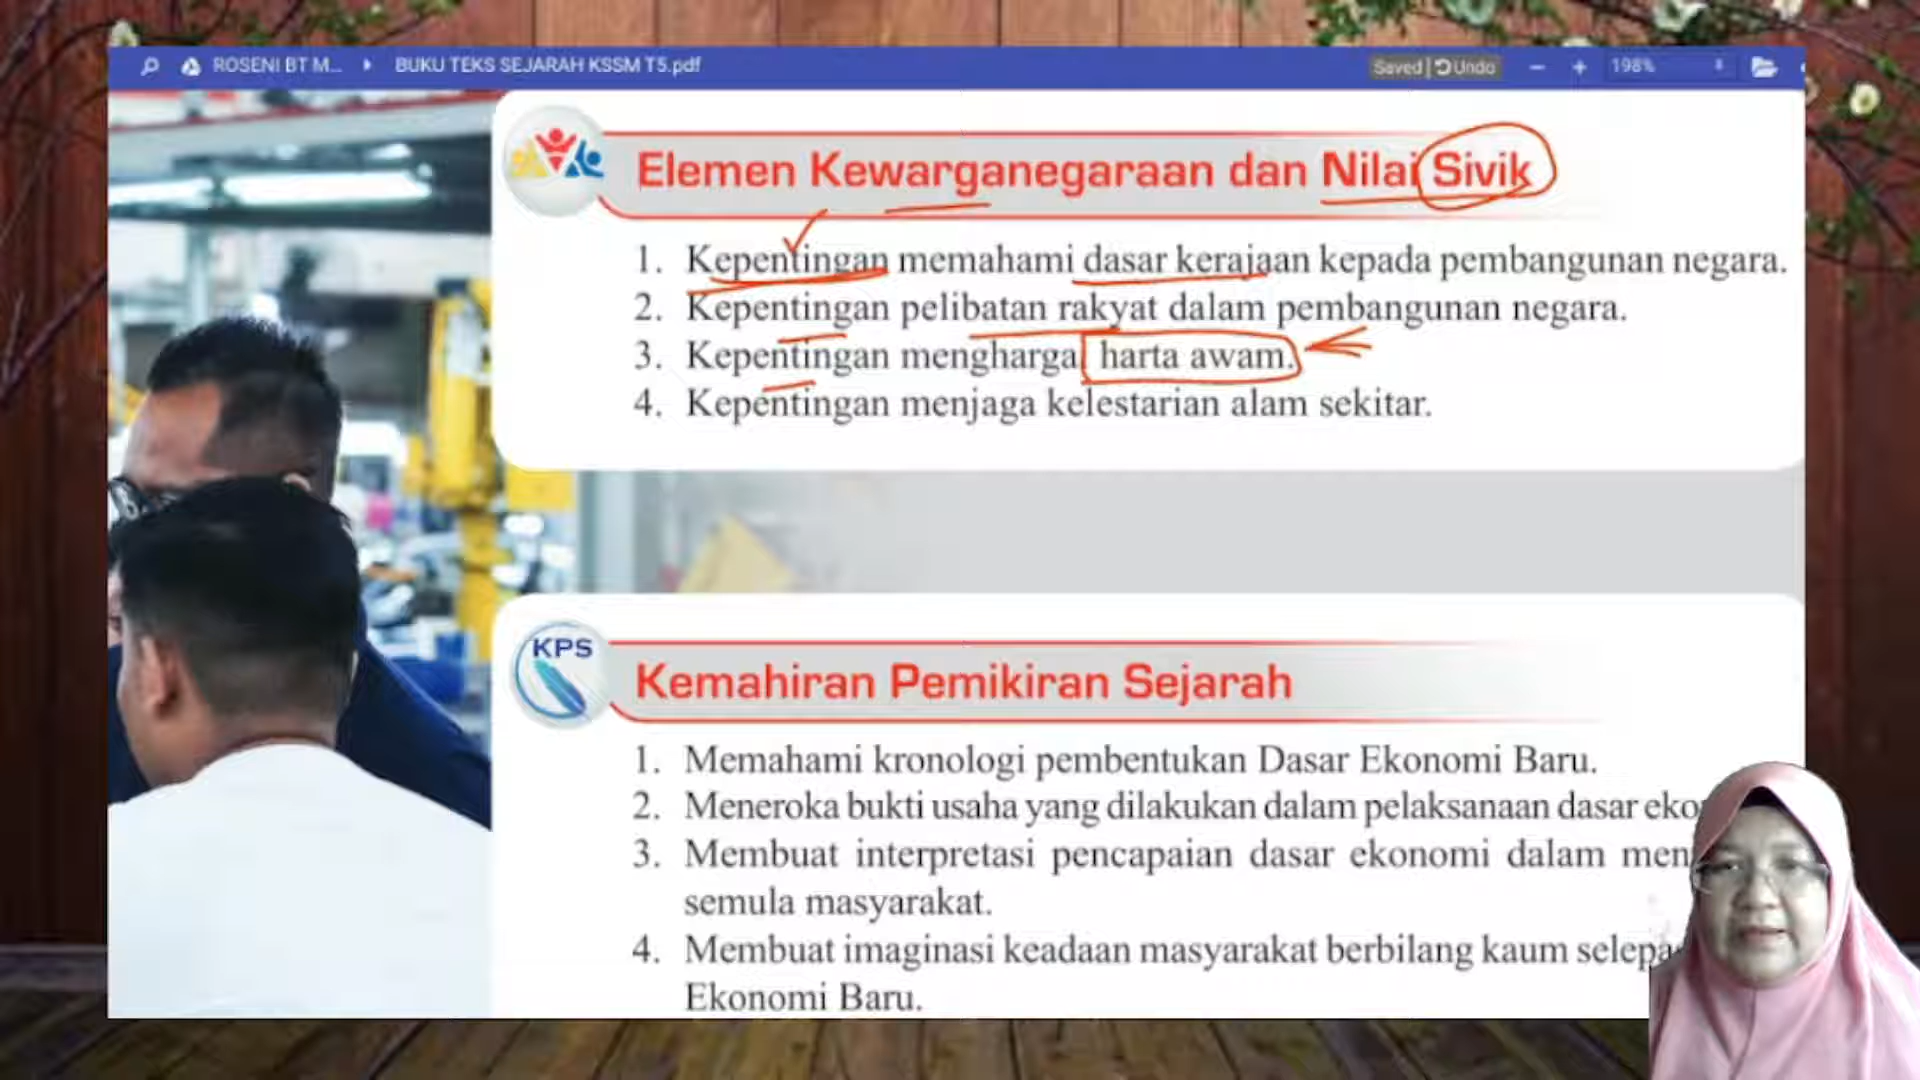 ROSENI BT M... BUKU TEKS SEJARAH KSSM T5.pdf Saved | Undo 198%
Elemen Kewarganegaraan dan Nilai Sivik
1. Kepentingan memahami dasar kerajaan kepada pembangunan negara.
2. Kepentingan pelibatan rakyat dalam pembangunan negara.
3. Kepentingan mengharga harta awam.
4. Kepentingan menjaga kelestarian alam sekitar.
KPS
Kemahiran Pemikiran Sejarah
1. Memahami kronologi pembentukan Dasar Ekonomi Baru.
2. Meneroka bukti usaha yang dilakukan dalam pelaksanaan dasar eko
3. Membuat interpretasi pencapaian dasar ekonomi dalam men
semula masyarakat.
4. Membuat imaginasi keadaan masyarakat berbilang kaum selepa
Ekonomi Baru.